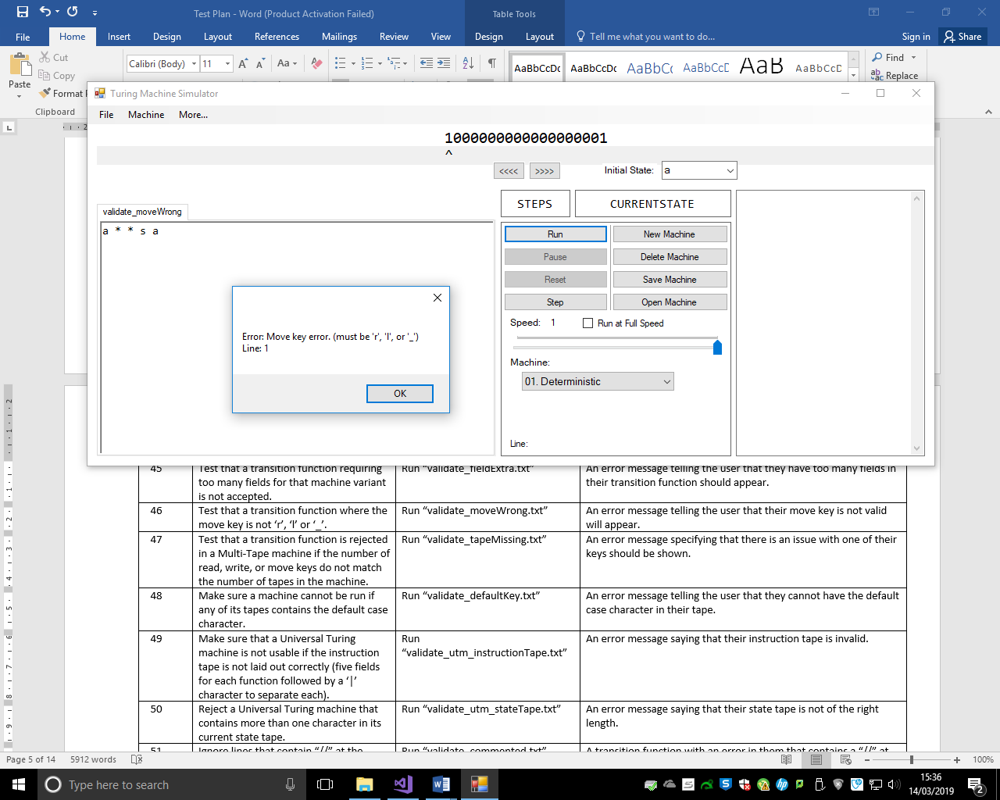 Test Plan - Word (Product Activation Failed)
Table Tools
File Home Insert Design Layout References Mailings Review View Design Layout Tell me what you want to do... Sign in Share
Paste
Cut
Copy
Format
Clipboard
Calibri (Body) 11
AaBbCcDc AaBbCcDc AaBbCc AaBbCcD AaB AaBbCcD
Find
Replace
Turing Machine Simulator
File Machine More...
1000000000000000001
^
<<<< >>>> Initial State: a
validate_moveWrong
a * * s a
STEPS CURRENTSTATE
Run New Machine
Pause Delete Machine
Reset Save Machine
Step Open Machine
Speed: 1 Run at Full Speed
Machine:
01. Deterministic
Line:
Error: Move key error. (must be 'r', 'l', or '_')
Line: 1
OK
45 Test that a transition function requiring Run “validate_fieldExtra.txt” An error message telling the user that they have too many fields in
too many fields for that machine variant their transition function should appear.
is not accepted.
46 Test that a transition function where the Run “validate_moveWrong.txt” An error message telling the user that their move key is not valid
move key is not ‘r’, ‘l’ or ‘_’. will appear.
47 Test that a transition function is rejected Run “validate_tapeMissing.txt” An error message specifying that there is an issue with one of their
in a Multi-Tape machine if the number of keys should be shown.
read, write, or move keys do not match
the number of tapes in the machine.
48 Make sure a machine cannot be run if Run “validate_defaultKey.txt” An error message telling the user that they cannot have the default
any of its tapes contains the default case case character in their tape.
character.
49 Make sure that a Universal Turing Run An error message saying that their instruction tape is invalid.
machine is not usable if the instruction “validate_utm_instructionTape.txt”
tape is not laid out correctly (five fields
for each function followed by a ‘|’
character to separate each).
50 Reject a Universal Turing machine that Run “validate_utm_stateTape.txt” An error message saying that their state tape is not of the right
contains more than one character in its length.
current state tape.
51 Ignore lines that contain “//” at the Run “validate_commented.txt” A transition function with an error in them that contains a “//” at
Page 5 of 14 5912 words 100%
Type here to search
15:36
14/03/2019
2